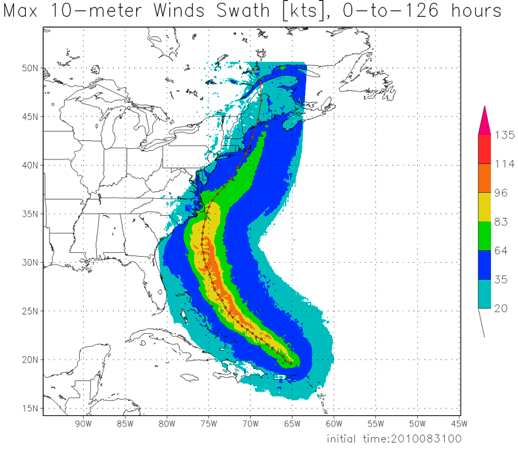 Max 10-meter Winds Swath [kts], 0-to-126 hours
50N
45N
40N
35N
30N
25N
20N
15N
90W 85W 80W 75W 70W 65W 60W 55W 50W 45W
135
114
96
83
64
35
20
initial time:2010083100